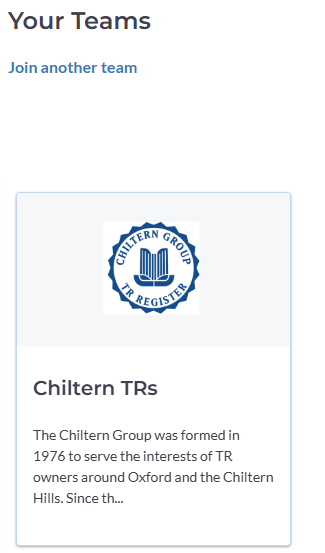 Your Teams
Join another team
CHILTERN GROUP
TR REGISTER
Chiltern TRs
The Chiltern Group was formed in
1976 to serve the interests of TR
owners around Oxford and the Chiltern
Hills. Since th...